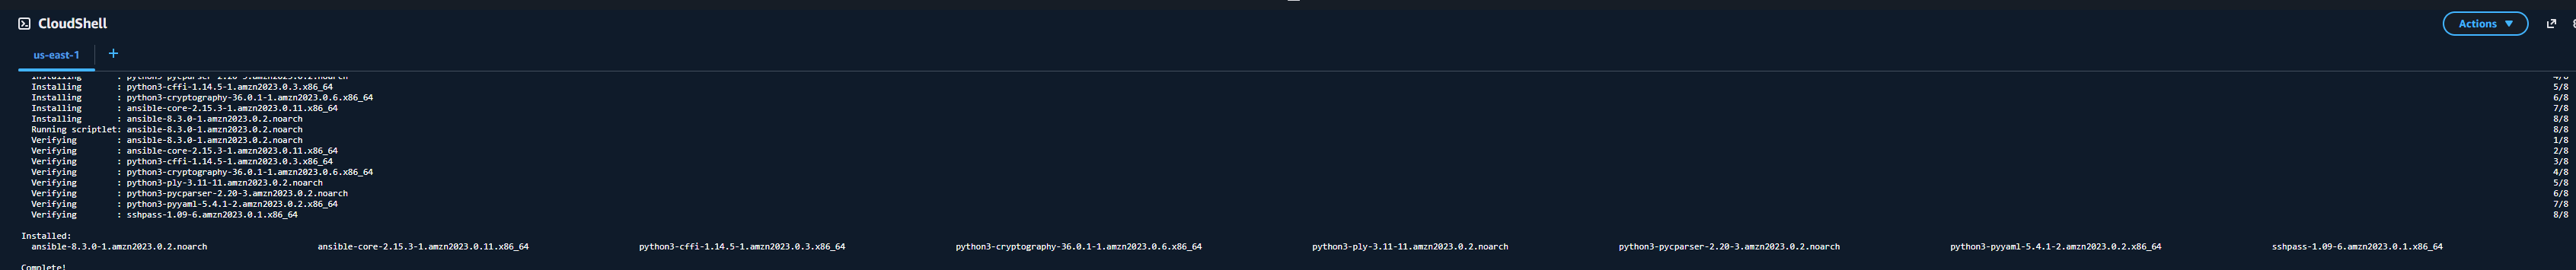 CloudShell
Actions
us-east-1 +
Installing : python3-pycparser-2.20-3.amzn2023.0.2.noarch 4/8
Installing : python3-cffi-1.14.5-1.amzn2023.0.3.x86_64 5/8
Installing : python3-cryptography-36.0.1-1.amzn2023.0.6.x86_64 6/8
Installing : ansible-core-2.15.3-1.amzn2023.0.11.x86_64 7/8
Installing : ansible-8.3.0-1.amzn2023.0.2.noarch 8/8
Running scriptlet: ansible-8.3.0-1.amzn2023.0.2.noarch 8/8
Verifying : ansible-8.3.0-1.amzn2023.0.2.noarch 1/8
Verifying : ansible-core-2.15.3-1.amzn2023.0.11.x86_64 2/8
Verifying : python3-cffi-1.14.5-1.amzn2023.0.3.x86_64 3/8
Verifying : python3-cryptography-36.0.1-1.amzn2023.0.6.x86_64 4/8
Verifying : python3-ply-3.11-11.amzn2023.0.2.noarch 5/8
Verifying : python3-pycparser-2.20-3.amzn2023.0.2.noarch 6/8
Verifying : python3-pyyaml-5.4.1-2.amzn2023.0.2.x86_64 7/8
Verifying : sshpass-1.09-6.amzn2023.0.1.x86_64 8/8
Installed:
ansible-8.3.0-1.amzn2023.0.2.noarch ansible-core-2.15.3-1.amzn2023.0.11.x86_64 python3-cffi-1.14.5-1.amzn2023.0.3.x86_64 python3-cryptography-36.0.1-1.amzn2023.0.6.x86_64 python3-ply-3.11-11.amzn2023.0.2.noarch python3-pycparser-2.20-3.amzn2023.0.2.noarch python3-pyyaml-5.4.1-2.amzn2023.0.2.x86_64 sshpass-1.09-6.amzn2023.0.1.x86_64
Complete!